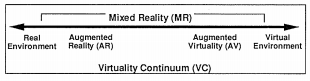 Mixed Reality (MR)
Real Environment
Augmented Reality (AR)
Augmented Virtuality (AV)
Virtual Environment
Virtuality Continuum (VC)